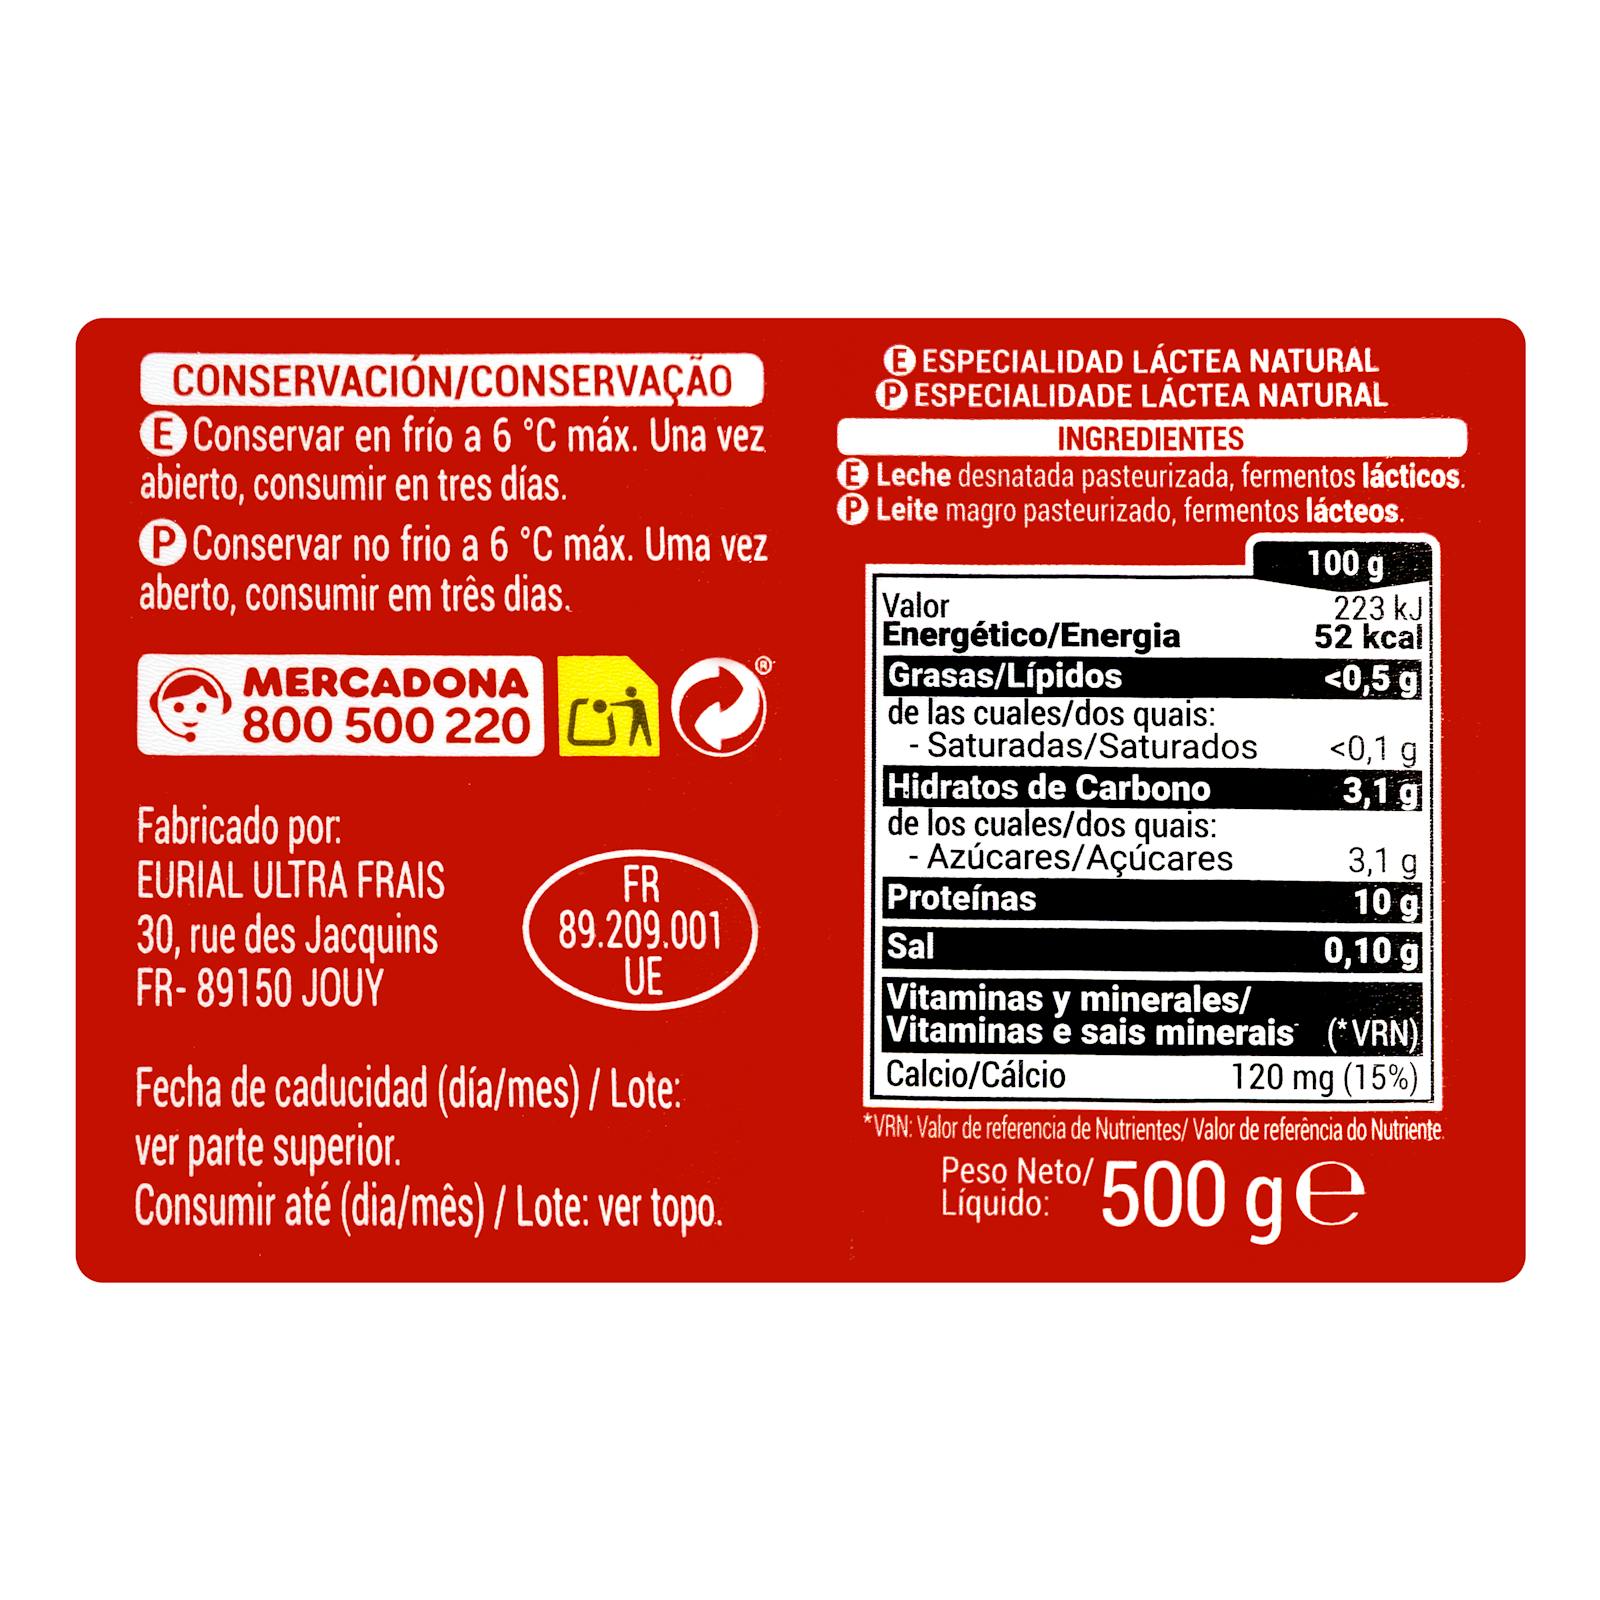 CONSERVACIÓN/CONSERVAÇÃO
E Conservar en frío a 6 °C máx. Una vez
abierto, consumir en tres días.
P Conservar no frio a 6 °C máx. Uma vez
aberto, consumir em três dias.
MERCADONA
800 500 220
®
Fabricado por:
EURIAL ULTRA FRAIS
30, rue des Jacquins
FR- 89150 JOUY
FR
89.209.001
UE
Fecha de caducidad (día/mes) / Lote:
ver parte superior.
Consumir até (dia/mês) / Lote: ver topo.
E ESPECIALIDAD LÁCTEA NATURAL
P ESPECIALIDADE LÁCTEA NATURAL
INGREDIENTES
E Leche desnatada pasteurizada, fermentos lácticos.
P Leite magro pasteurizado, fermentos lácteos.
100 g
Valor 223 kJ
Energético/Energia 52 kcal
Grasas/Lípidos <0,5 g
de las cuales/dos quais:
- Saturadas/Saturados <0,1 g
Hidratos de Carbono 3,1 g
de los cuales/dos quais:
- Azúcares/Açúcares 3,1 g
Proteínas 10 g
Sal 0,10 g
Vitaminas y minerales/
Vitaminas e sais minerais (*VRN)
Calcio/Cálcio 120 mg (15%)
*VRN: Valor de referencia de Nutrientes/ Valor de referência do Nutriente.
Peso Neto/
Líquido: 500 g e